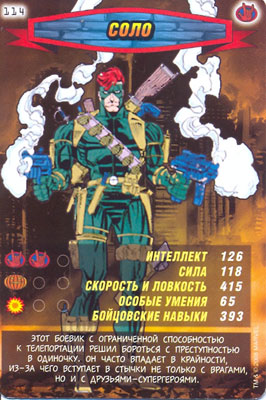 114
СОЛО
ИНТЕЛЛЕКТ 126
СИЛА 118
СКОРОСТЬ И ЛОВКОСТЬ 415
ОСОБЫЕ УМЕНИЯ 65
БОЙЦОВСКИЕ НАВЫКИ 393
ЭТОТ БОЕВИК С ОГРАНИЧЕННОЙ СПОСОБНОСТЬЮ
К ТЕЛЕПОРТАЦИИ РЕШИЛ БОРОТЬСЯ С ПРЕСТУПНОСТЬЮ
В ОДИНОЧКУ. ОН ЧАСТО ВПАДАЕТ В КРАЙНОСТИ,
ИЗ-ЗА ЧЕГО ВСТУПАЕТ В СТЫЧКИ НЕ ТОЛЬКО С ВРАГАМИ,
НО И С ДРУЗЬЯМИ-СУПЕРГЕРОЯМИ.